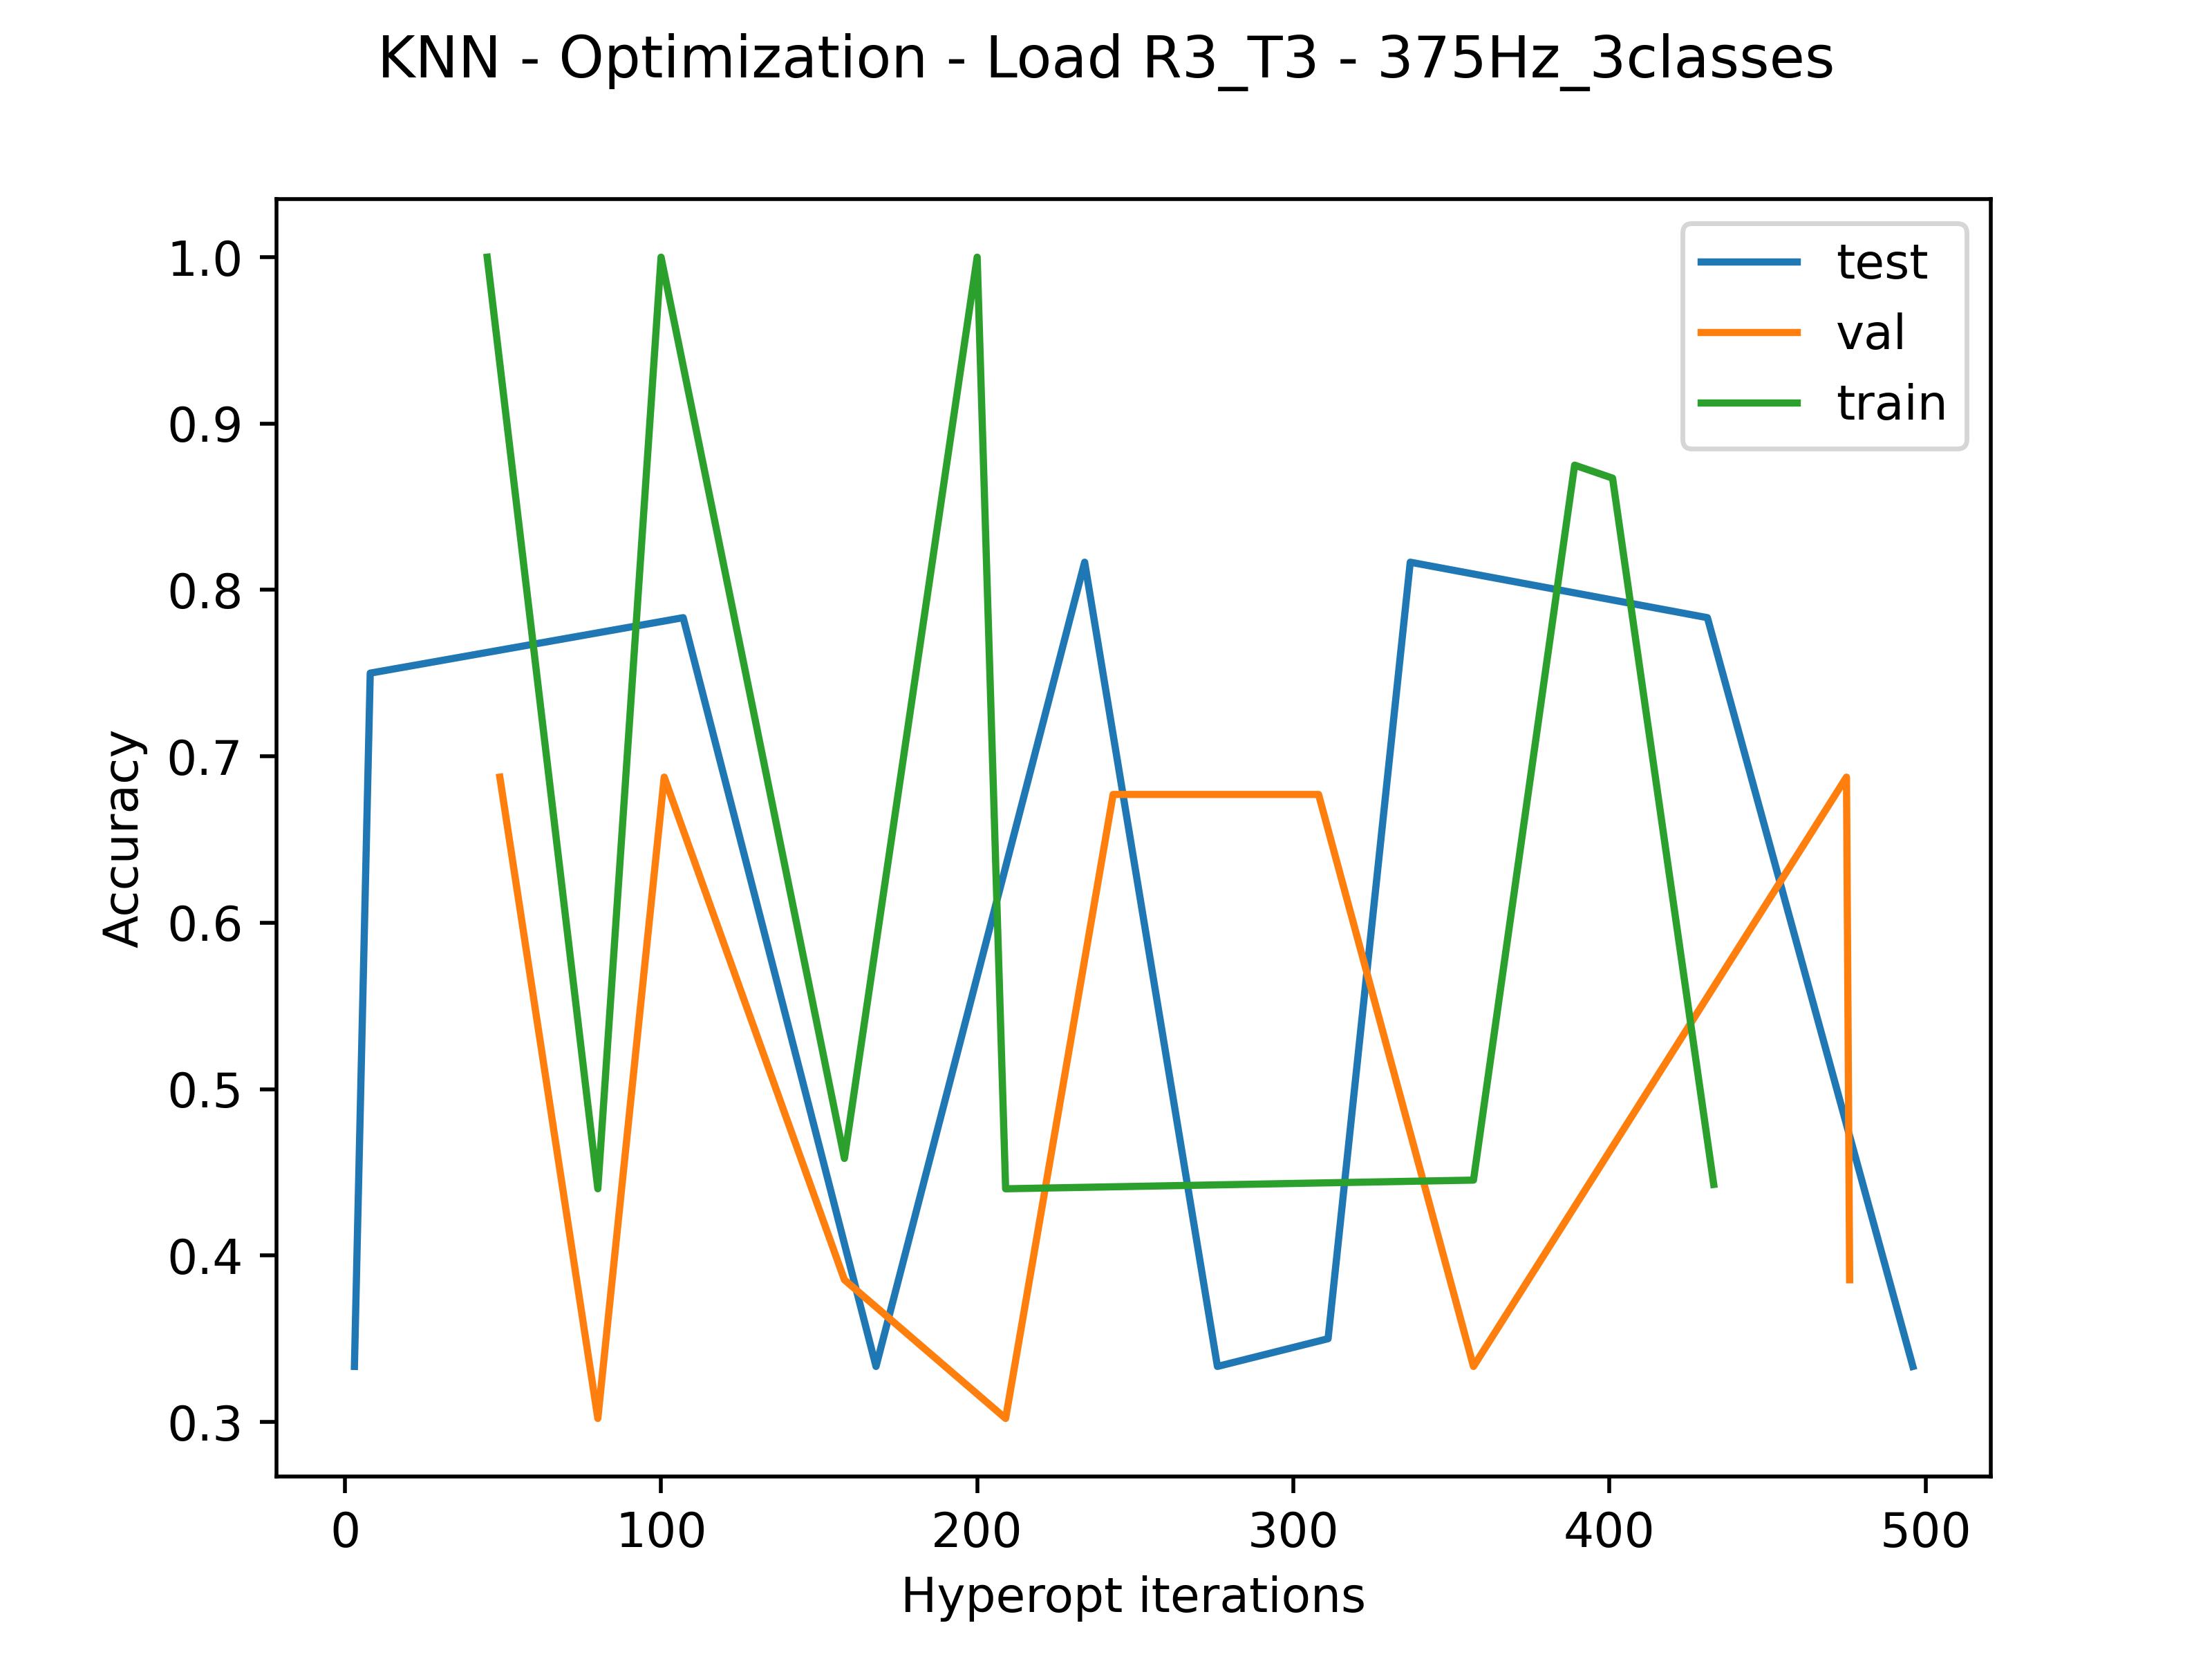 KNN - Optimization - Load R3_T3 - 375Hz_3classes
test
val
train
1.0
0.9
0.8
0.7
0.6
0.5
0.4
0.3
Accuracy
0 100 200 300 400 500
Hyperopt iterations